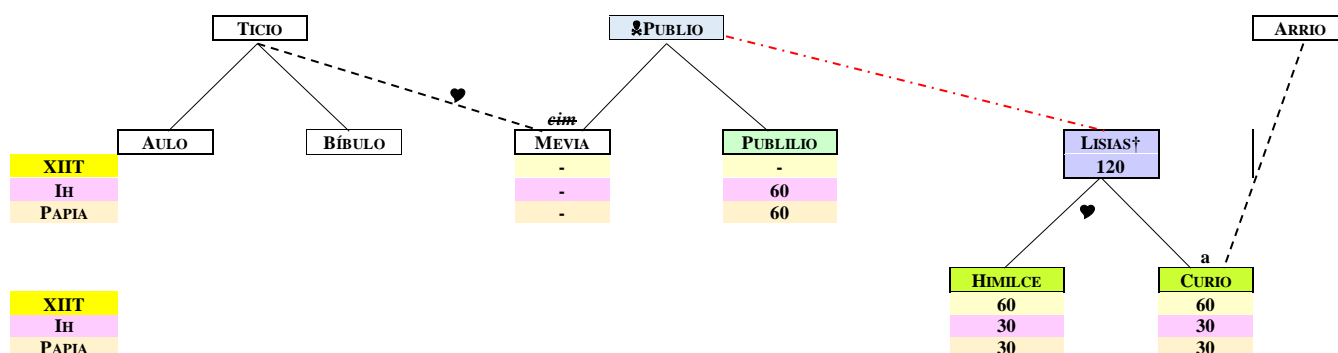 TICIO ☠PUBLIO ARRIO
cim
AULO BÍBULO MEVIA PUBLILIO LISIAS†
XIIT - - 120
IH - 60
PAPIA - 60
a
HIMILCE CURIO
XIIT 60 60
IH 30 30
PAPIA 30 30